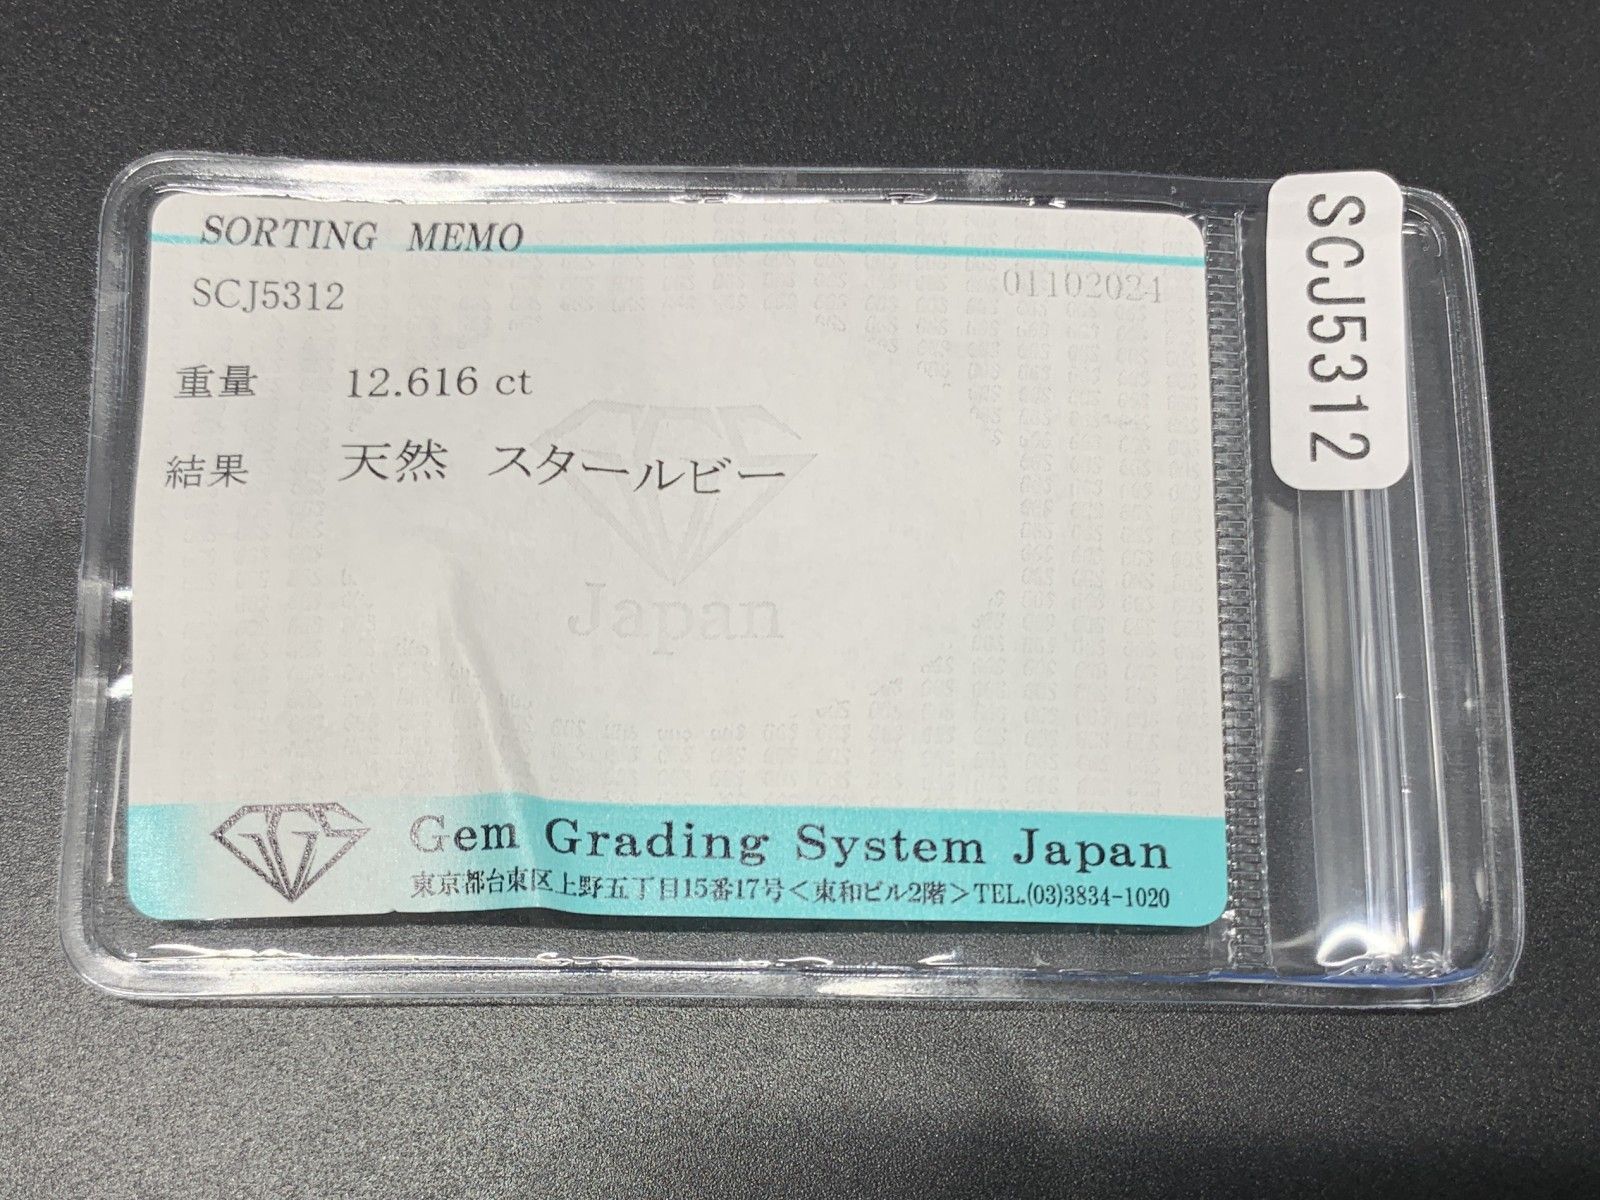 SORTING MEMO
SCJ5312
01102024
重量 12.616 ct
結果 天然 スタールビー
Japan
GGS
Gem Grading System Japan
東京都台東区上野五丁目15番17号<東和ビル2階>TEL.(03)3834-1020
SCJ5312